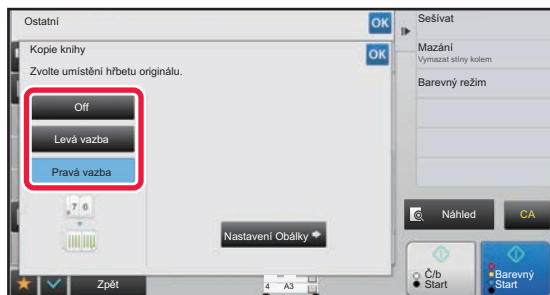 Ostatní
OK
Kopie knihy
OK
Zvolte umístění hřbetu originálu.
Off
Levá vazba
Pravá vazba
7 6
Nastavení Obálky
Zpět
4 A3
Sešívat
Mazání
Vymazat stíny kolem
Barevný režim
Náhled
CA
Č/b
Start
Barevný
Start